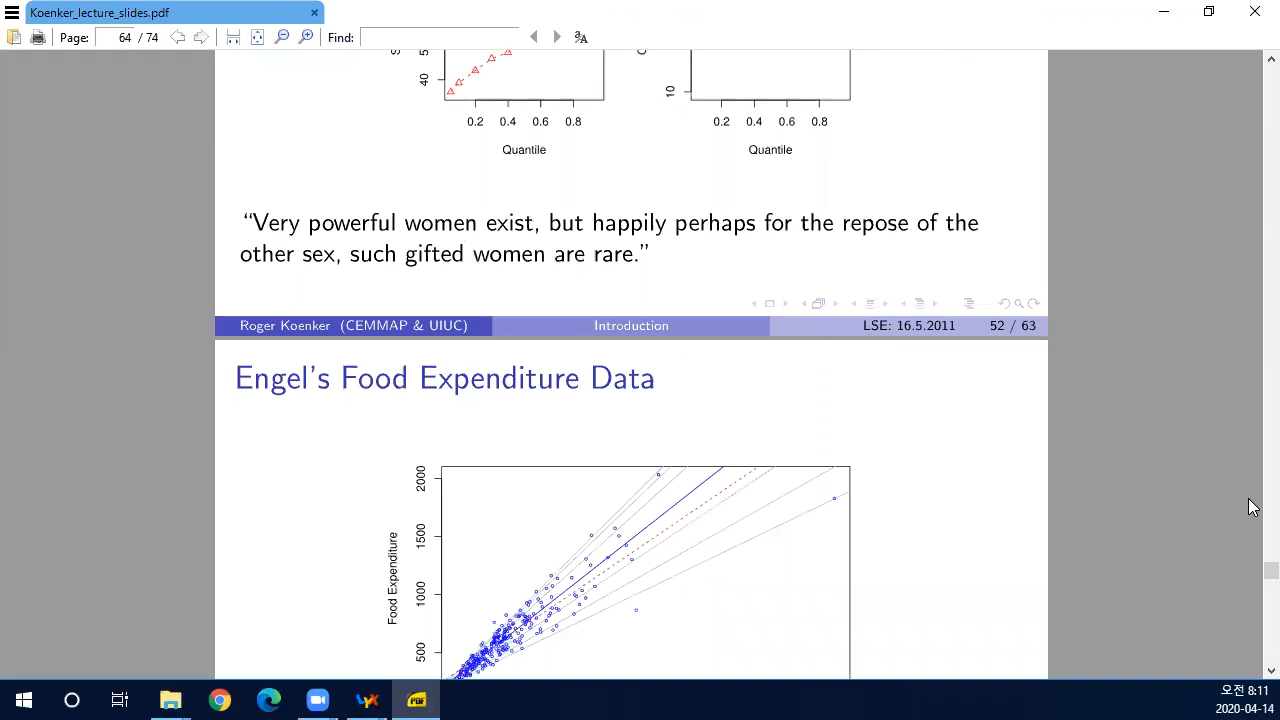 Koenker_lecture_slides.pdf ×
Page: 64 / 74 Find:
40 5 10
0.2 0.4 0.6 0.8 0.2 0.4 0.6 0.8
Quantile Quantile
“Very powerful women exist, but happily perhaps for the repose of the
other sex, such gifted women are rare.”
Roger Koenker (CEMMAP & UIUC) Introduction LSE: 16.5.2011 52 / 63
Engel's Food Expenditure Data
Food Expenditure
2000
1500
1000
500
PDF
오전 8:11
2020-04-14